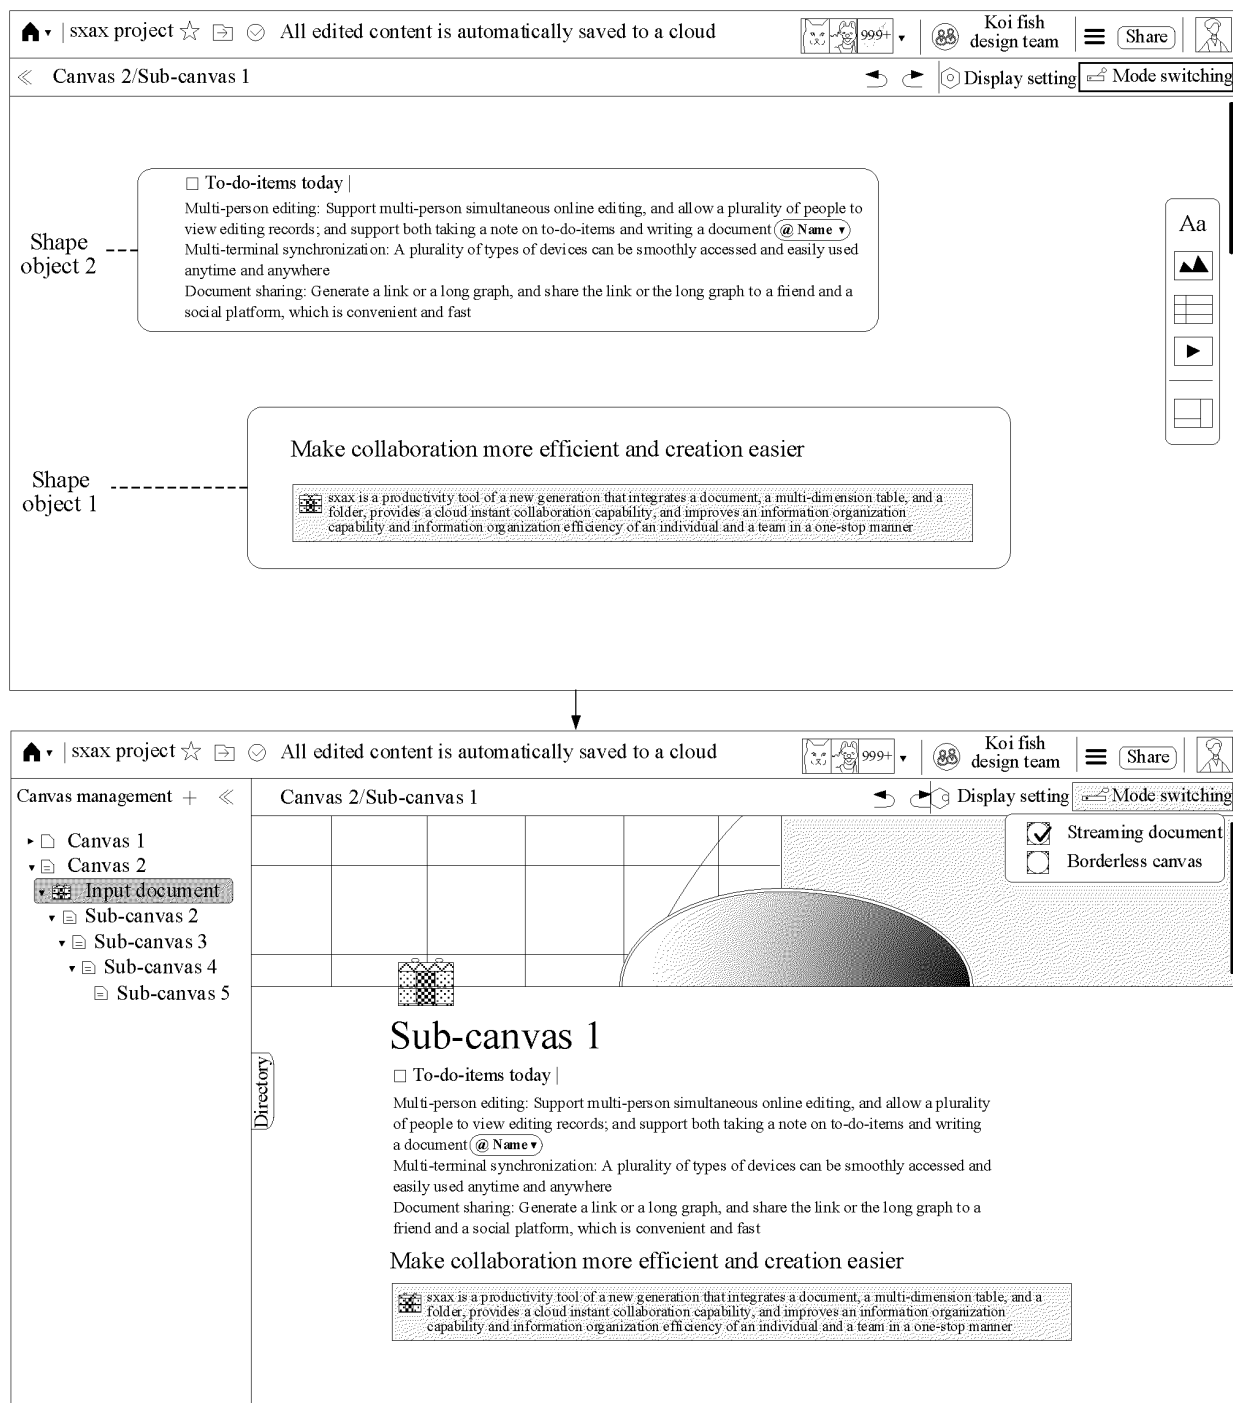 sxax project
All edited content is automatically saved to a cloud
999+
Koi fish
design team
Share
Canvas 2/Sub-canvas 1
Display setting
Mode switching
To-do-items today
Multi-person editing: Support multi-person simultaneous online editing, and allow a plurality of people to
view editing records; and support both taking a note on to-do-items and writing a document @ Name
Multi-terminal synchronization: A plurality of types of devices can be smoothly accessed and easily used
anytime and anywhere
Document sharing: Generate a link or a long graph, and share the link or the long graph to a friend and a
social platform, which is convenient and fast
Shape
object 2
Aa
Make collaboration more efficient and creation easier
sxax is a productivity tool of a new generation that integrates a document, a multi-dimension table, and a
folder, provides a cloud instant collaboration capability, and improves an information organization
capability and information organization efficiency of an individual and a team in a one-stop manner
Shape
object 1
sxax project
All edited content is automatically saved to a cloud
999+
Koi fish
design team
Share
Canvas management
Canvas 2/Sub-canvas 1
Display setting
Mode switching
Streaming document
Borderless canvas
Canvas 1
Canvas 2
Input document
Sub-canvas 2
Sub-canvas 3
Sub-canvas 4
Sub-canvas 5
Directory
Sub-canvas 1
To-do-items today
Multi-person editing: Support multi-person simultaneous online editing, and allow a plurality
of people to view editing records; and support both taking a note on to-do-items and writing
a document @ Name
Multi-terminal synchronization: A plurality of types of devices can be smoothly accessed and
easily used anytime and anywhere
Document sharing: Generate a link or a long graph, and share the link or the long graph to a
friend and a social platform, which is convenient and fast
Make collaboration more efficient and creation easier
sxax is a productivity tool of a new generation that integrates a document, a multi-dimension table, and a
folder, provides a cloud instant collaboration capability, and improves an information organization
capability and information organization efficiency of an individual and a team in a one-stop manner